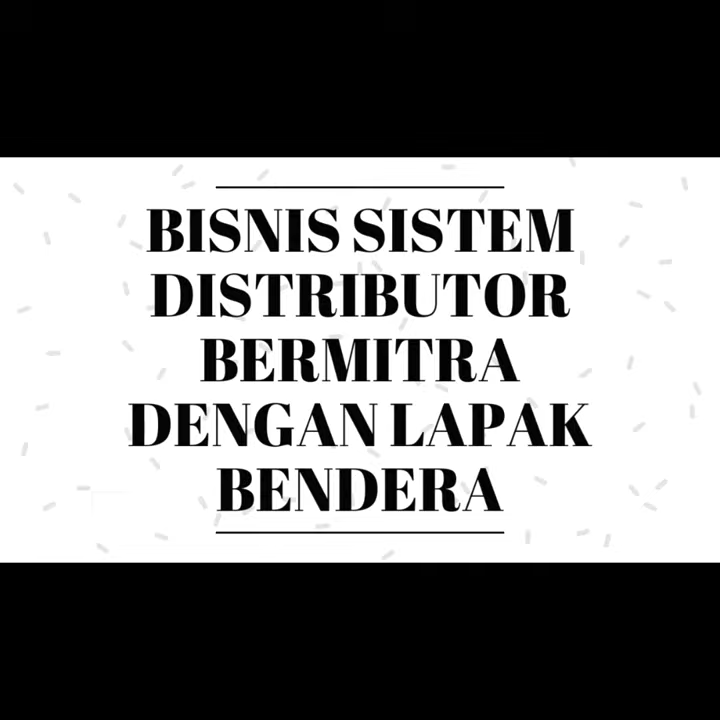 BISNIS SISTEM
DISTRIBUTOR
BERMITRA
DENGAN LAPAK
BENDERA